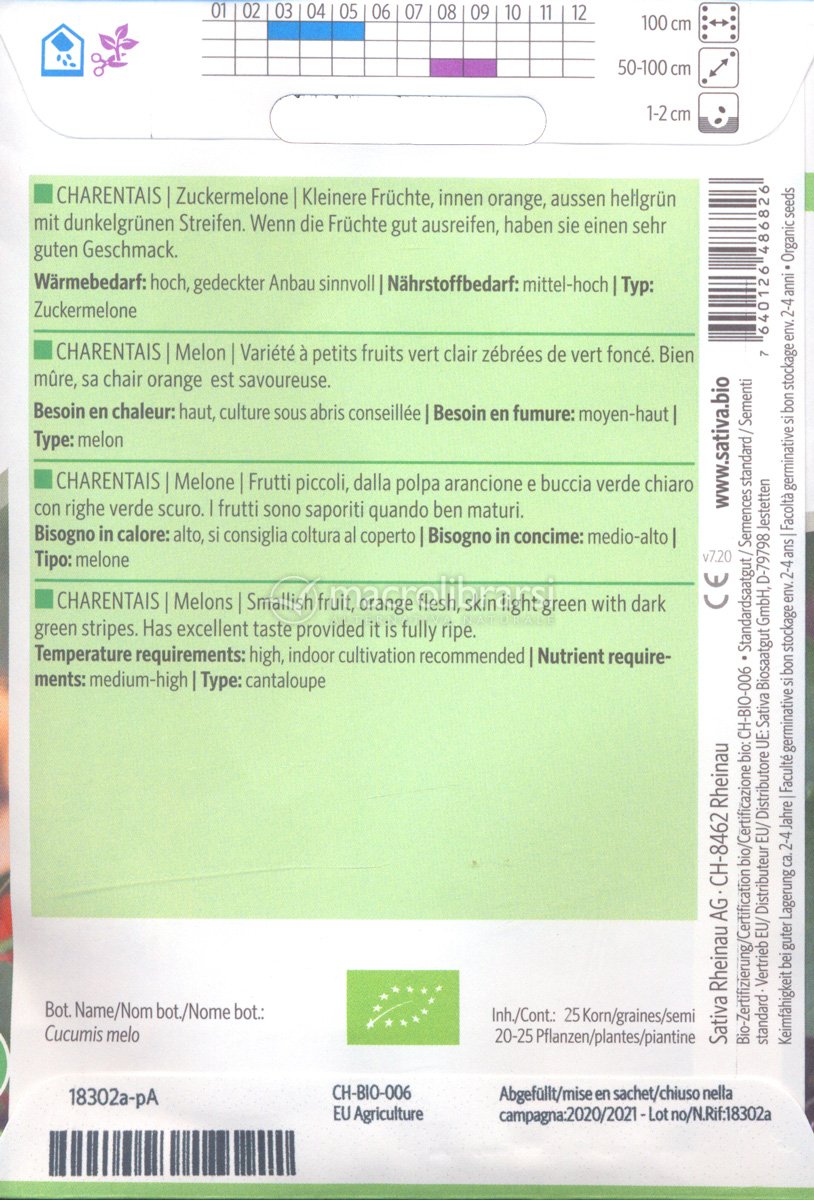 01 02 03 04 05 06 07 08 09 10 11 12
100 cm
50-100 cm
1-2 cm
CHARENTAIS | Zuckermelone | Kleinere Früchte, innen orange, aussen hellgrün
mit dunkelgrünen Streifen. Wenn die Früchte gut ausreifen, haben sie einen sehr
guten Geschmack.
Wärmebedarf: hoch, gedeckter Anbau sinnvoll | Nährstoffbedarf: mittel-hoch | Typ:
Zuckermelone
CHARENTAIS | Melon | Variété à petits fruits vert clair zébrées de vert foncé. Bien
mûre, sa chair orange est savoureuse.
Besoin en chaleur: haut, culture sous abris conseillée | Besoin en fumure: moyen-haut |
Type: melon
CHARENTAIS | Melone | Frutti piccoli, dalla polpa arancione e buccia verde chiaro
con righe verde scuro. I frutti sono saporiti quando ben maturi.
Bisogno in calore: alto, si consiglia coltura al coperto | Bisogno in concime: medio-alto |
Tipo: melone
CHARENTAIS | Melons | Smallish fruit, orange flesh, skin light green with dark
green stripes. Has excellent taste provided it is fully ripe.
Temperature requirements: high, indoor cultivation recommended | Nutrient require-
ments: medium-high | Type: cantaloupe
macrolibrarsi
7 640126 486826
www.sativa.bio
v7.20
CE
Sativa Rheinau AG · CH-8462 Rheinau
Bio-Zertifizierung/Certification bio/Certificazione bio: CH-BIO-006 • Standardsaatgut / Semences standard / Sementi
standard · Vertrieb EU/ Distributeur EU/ Distributore UE: Sativa Biosaatgut GmbH, D-79798 Jestetten
Keimfähigkeit bei guter Lagerung ca. 2-4 Jahre | Faculté germinative si bon stockage env. 2-4 ans | Facoltà germinative si bon stockage env. 2-4 anni • Organic seeds
Bot. Name/Nom bot./Nome bot.:
Cucumis melo
Inh./Cont.: 25 Korn/graines/semi
20-25 Pflanzen/plantes/piantine
18302a-pA
CH-BIO-006
EU Agriculture
Abgefüllt/mise en sachet/chiuso nella
campagna:2020/2021 - Lot no/N.Rif:18302a